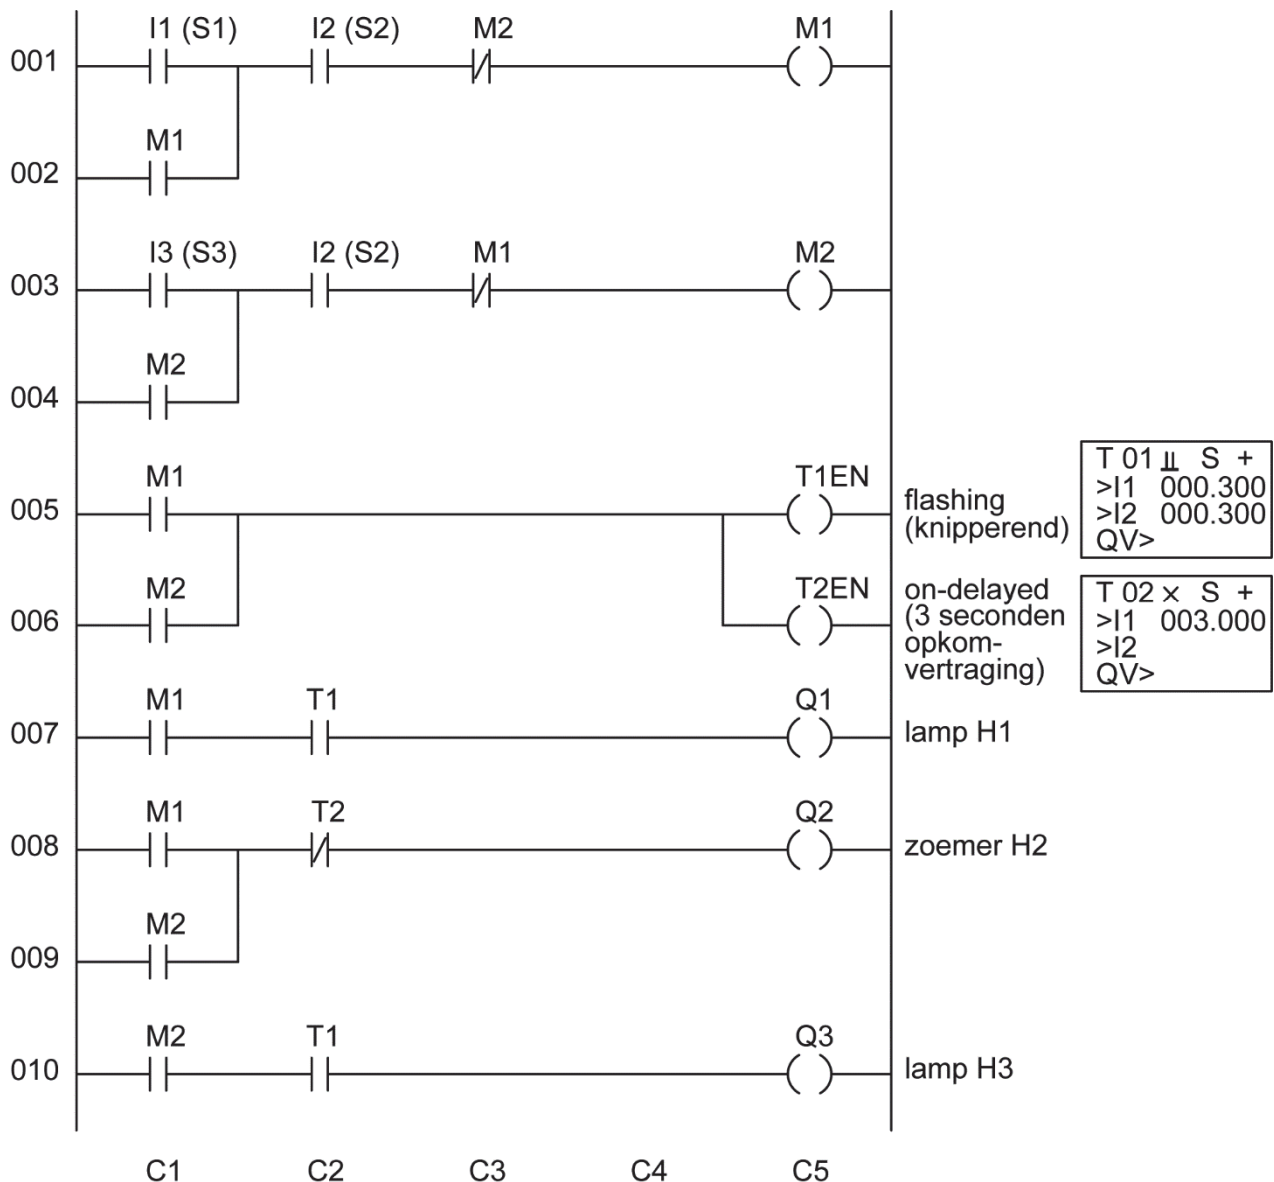 I1 (S1) I2 (S2) M2 M1
001
M1
002
I3 (S3) I2 (S2) M1 M2
003
M2
004
M1 T1EN
005
flashing
(knipperend)
T 01 S +
>I1 000.300
>I2 000.300
QV>
M2 T2EN
006
on-delayed
(3 seconden
opkom-
vertraging)
T 02 × S +
>I1 003.000
>I2
QV>
M1 T1 Q1
007 lamp H1
M1 T2 Q2
008 zoemer H2
M2
009
M2 T1 Q3
010 lamp H3
C1 C2 C3 C4 C5